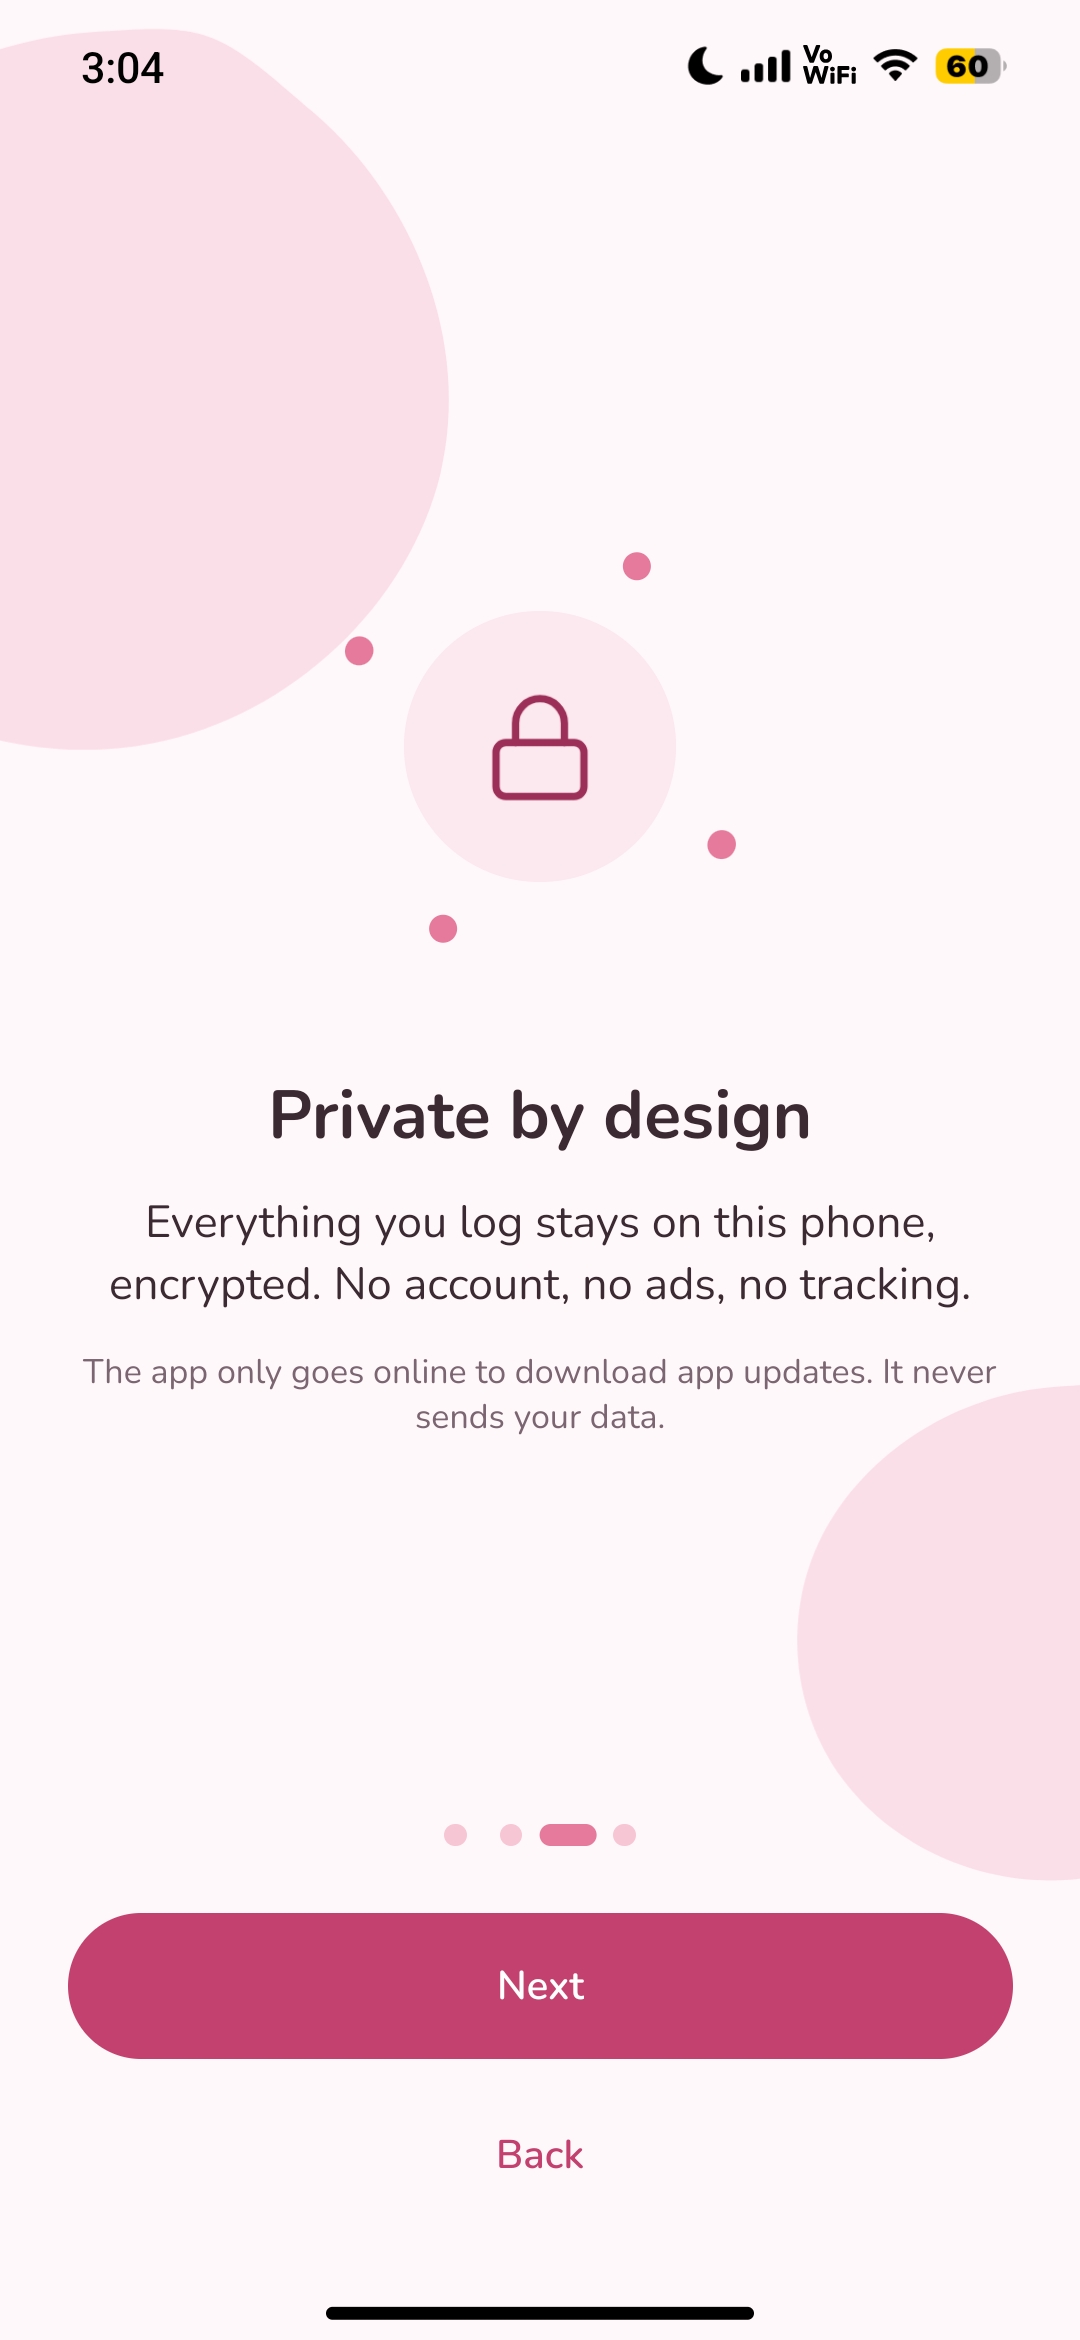 3:04
Vo
WiFi
60
Private by design
Everything you log stays on this phone,
encrypted. No account, no ads, no tracking.
The app only goes online to download app updates. It never
sends your data.
Next
Back